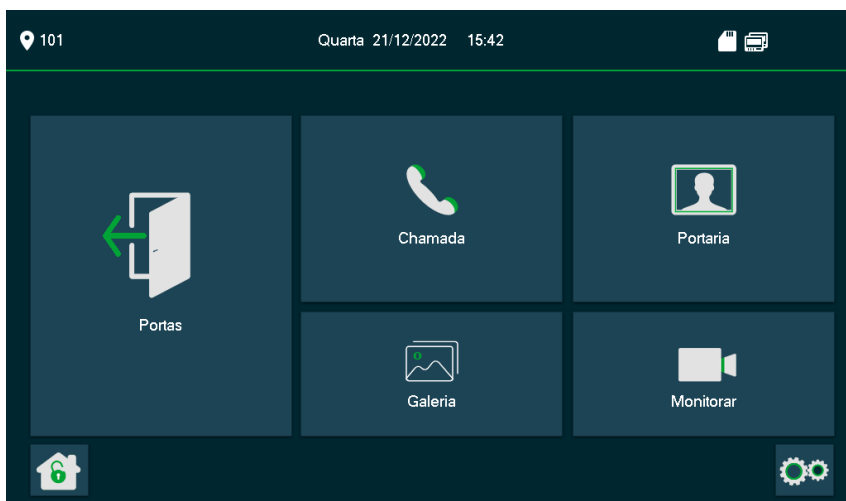 101
Quarta 21/12/2022 15:42
Chamada
Portaria
Portas
Galeria
Monitorar